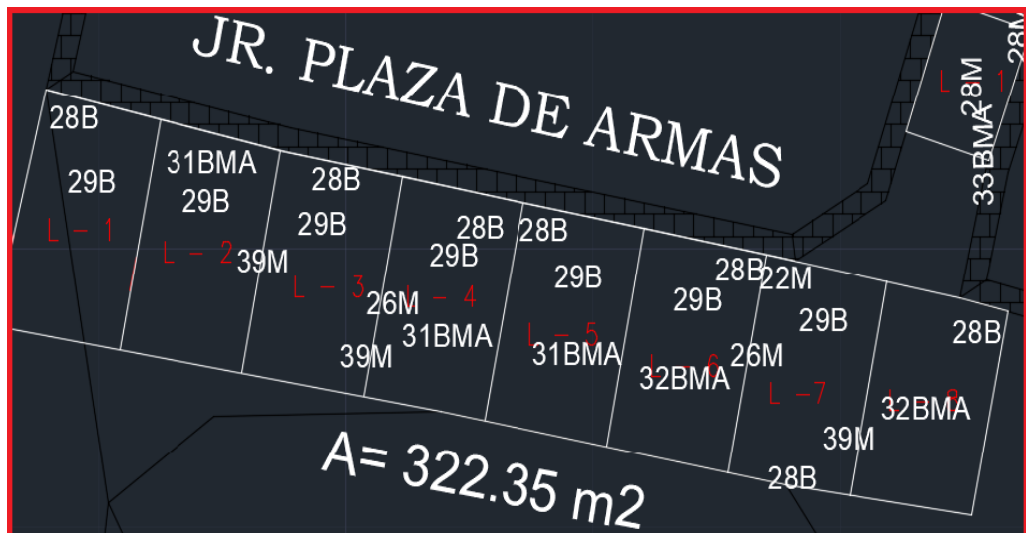 JR. PLAZA DE ARMAS
28M
L - 1
28M
33BMA
28B
29B
L - 1
31BMA
29B
L - 2
39M
28B
29B
L - 3
26M
39M
28B
29B
L - 4
31BMA
28B
29B
L - 5
31BMA
28B
29B
L - 6
32BMA
26M
22M
29B
L -7
39M
28B
28B
L - 8
32BMA
A= 322.35 m2